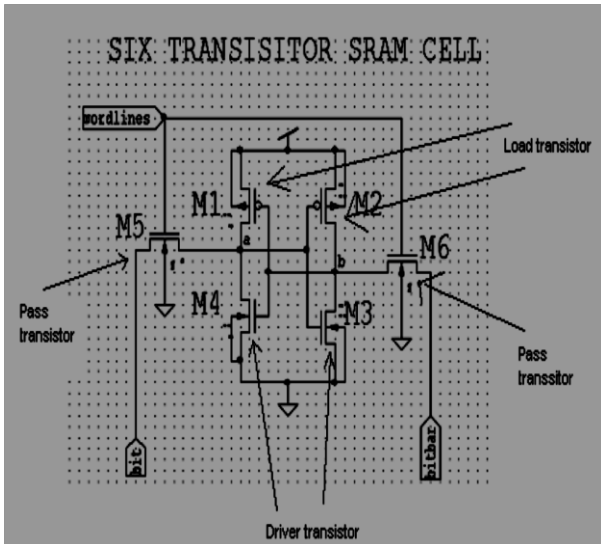 SIX TRANSISITOR SRAM CELL
wordlines
Load transistor
M1
M2
M5
M6
a
b
Pass
transistor
M4
M3
Pass
transsitor
bit
bitbar
Driver transistor